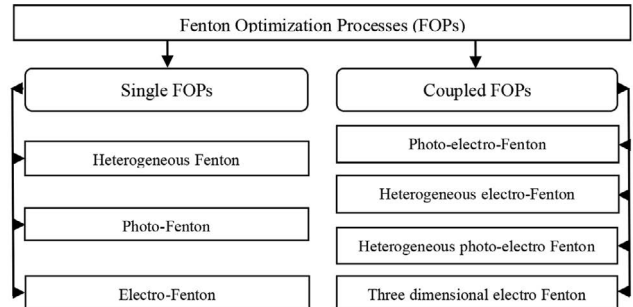 Fenton Optimization Processes (FOPs)
Single FOPs
Heterogeneous Fenton
Photo-Fenton
Electro-Fenton
Coupled FOPs
Photo-electro-Fenton
Heterogeneous electro-Fenton
Heterogeneous photo-electro Fenton
Three dimensional electro Fenton